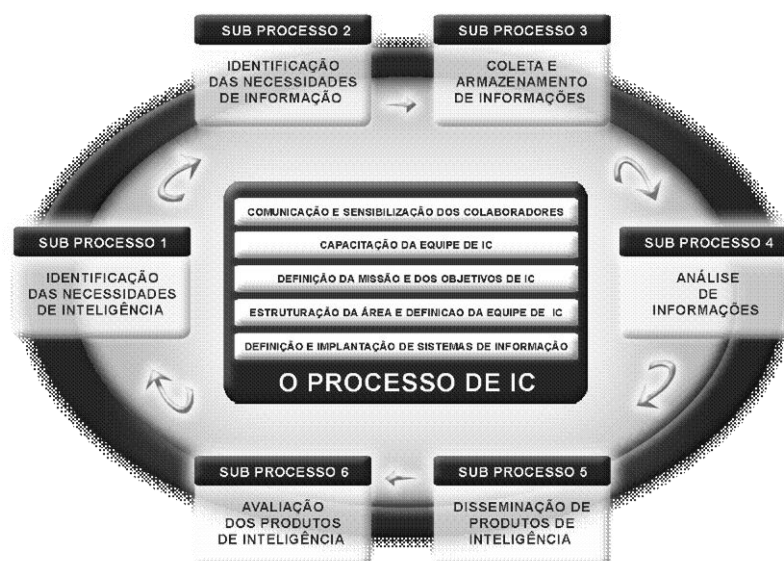 SUB PROCESSO 2
IDENTIFICAÇÃO
DAS NECESSIDADES
DE INFORMAÇÃO
SUB PROCESSO 3
COLETA E
ARMAZENAMENTO
DE INFORMAÇÕES
SUB PROCESSO 1
IDENTIFICAÇÃO
DAS NECESSIDADES
DE INTELIGÊNCIA
COMUNICAÇÃO E SENSIBILIZAÇÃO DOS COLABORADORES
CAPACITAÇÃO DA EQUIPE DE IC
DEFINIÇÃO DA MISSÃO E DOS OBJETIVOS DE IC
ESTRUTURAÇÃO DA ÁREA E DEFINICAO DA EQUIPE DE IC
DEFINIÇÃO E IMPLANTAÇÃO DE SISTEMAS DE INFORMAÇÃO
O PROCESSO DE IC
SUB PROCESSO 4
ANÁLISE
DE
INFORMAÇÕES
SUB PROCESSO 6
AVALIAÇÃO
DOS PRODUTOS
DE INTELIGÊNCIA
SUB PROCESSO 5
DISSEMINAÇÃO DE
PRODUTOS DE
INTELIGÊNCIA